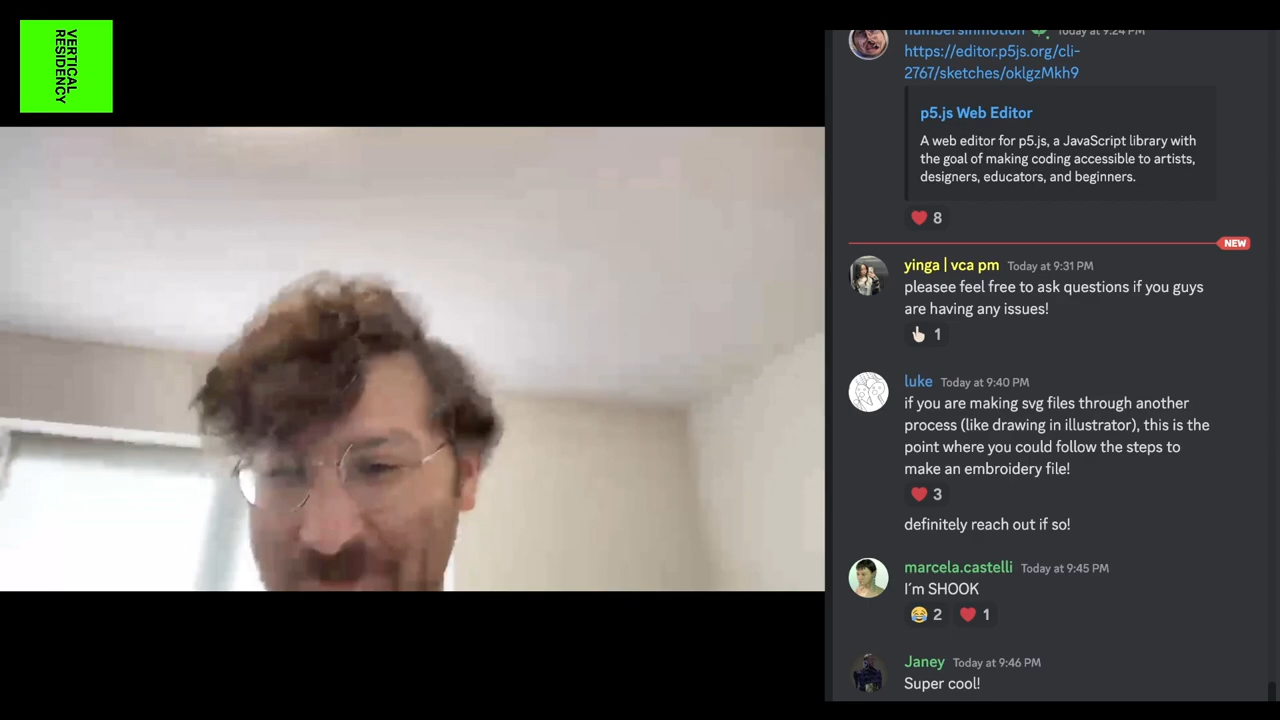 VERTICAL
RESIDENCY
numbersinmotion Today at 9:24 PM
https://editor.p5js.org/cli-
2767/sketches/oklgzMkh9
p5.js Web Editor
A web editor for p5.js, a JavaScript library with
the goal of making coding accessible to artists,
designers, educators, and beginners.
8
NEW
yinga | vca pm Today at 9:31 PM
pleasee feel free to ask questions if you guys
are having any issues!
1
luke Today at 9:40 PM
if you are making svg files through another
process (like drawing in illustrator), this is the
point where you could follow the steps to
make an embroidery file!
3
definitely reach out if so!
marcela.castelli Today at 9:45 PM
I´m SHOOK
2 1
Janey Today at 9:46 PM
Super cool!